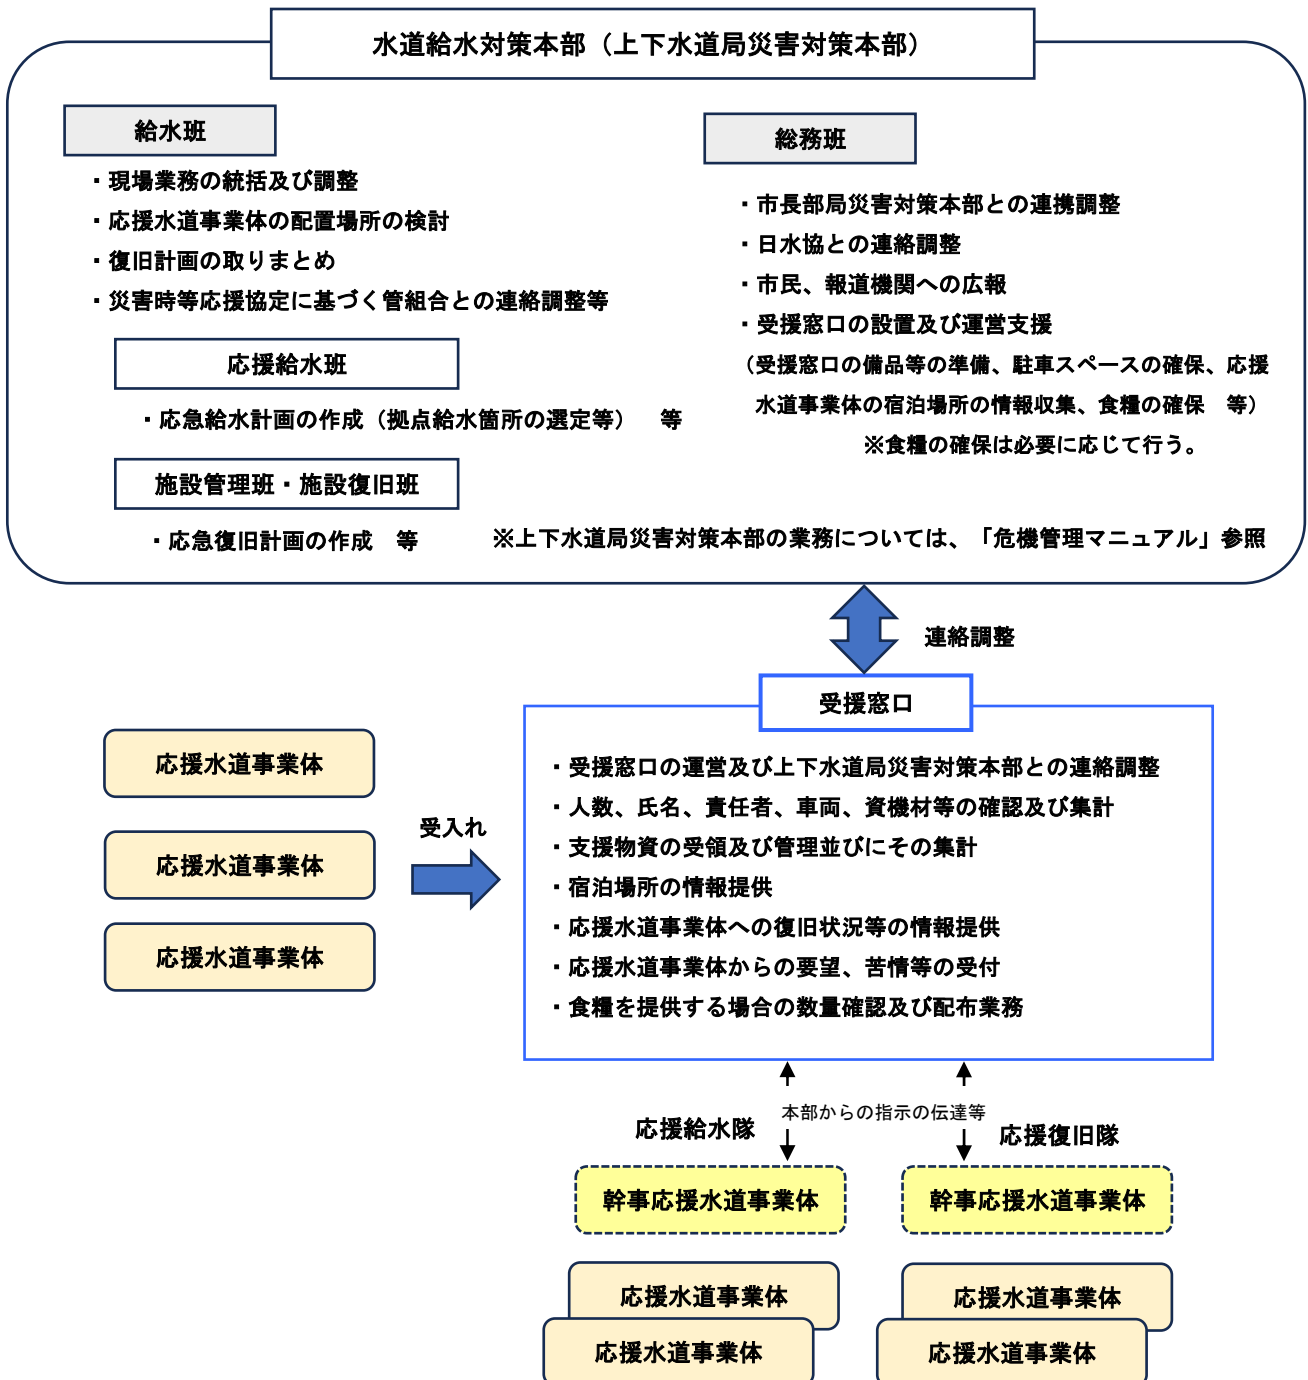 水道給水対策本部（上下水道局災害対策本部）
給水班
・現場業務の統括及び調整
・応援水道事業体の配置場所の検討
・復旧計画の取りまとめ
・災害時等応援協定に基づく管組合との連絡調整等
応援給水班
・応急給水計画の作成（拠点給水箇所の選定等）　等
施設管理班・施設復旧班
・応急復旧計画の作成　等
総務班
・市長部局災害対策本部との連携調整
・日水協との連絡調整
・市民、報道機関への広報
・受援窓口の設置及び運営支援
（受援窓口の備品等の準備、駐車スペースの確保、応援
水道事業体の宿泊場所の情報収集、食糧の確保　等）
※食糧の確保は必要に応じて行う。
※上下水道局災害対策本部の業務については、「危機管理マニュアル」参照
連絡調整
受援窓口
・受援窓口の運営及び上下水道局災害対策本部との連絡調整
・人数、氏名、責任者、車両、資機材等の確認及び集計
・支援物資の受領及び管理並びにその集計
・宿泊場所の情報提供
・応援水道事業体への復旧状況等の情報提供
・応援水道事業体からの要望、苦情等の受付
・食糧を提供する場合の数量確認及び配布業務
応援水道事業体
応援水道事業体
応援水道事業体
受入れ
本部からの指示の伝達等
応援給水隊
幹事応援水道事業体
応援水道事業体
応援水道事業体
応援復旧隊
幹事応援水道事業体
応援水道事業体
応援水道事業体